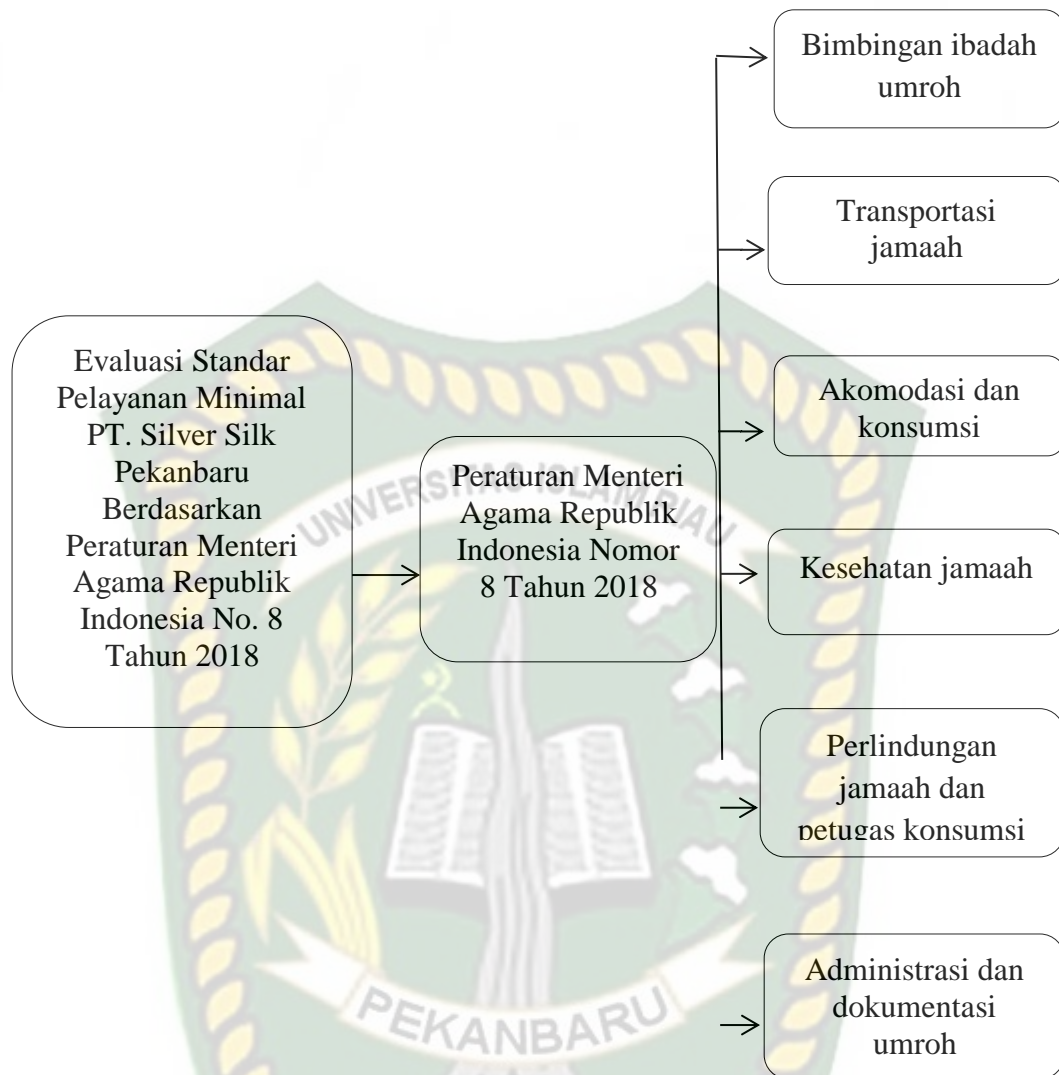 Bimbingan ibadah
umroh
Transportasi
jamaah
Evaluasi Standar
Pelayanan Minimal
PT. Silver Silk
Pekanbaru
Berdasarkan
Peraturan Menteri
Agama Republik
Indonesia No. 8
Tahun 2018
Peraturan Menteri
Agama Republik
Indonesia Nomor
8 Tahun 2018
Akomodasi dan
konsumsi
Kesehatan jamaah
Perlindungan
jamaah dan
petugas konsumsi
Administrasi dan
dokumentasi
umroh
UNIVERSITAS ISLAM RIAU
PEKANBARU